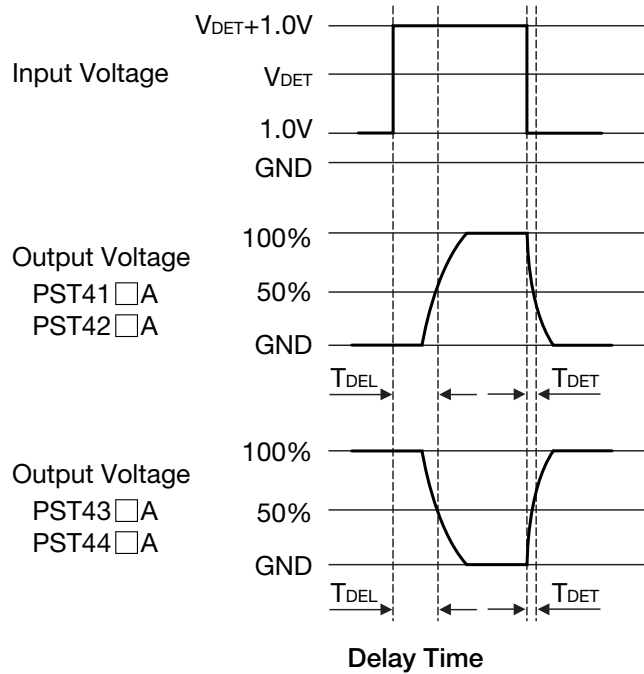 VDET+1.0V
Input Voltage
VDET
1.0V
GND
100%
Output Voltage
PST41□A
50%
PST42□A
GND
TDEL
TDET
100%
Output Voltage
PST43□A
50%
PST44□A
GND
TDEL
TDET
Delay Time